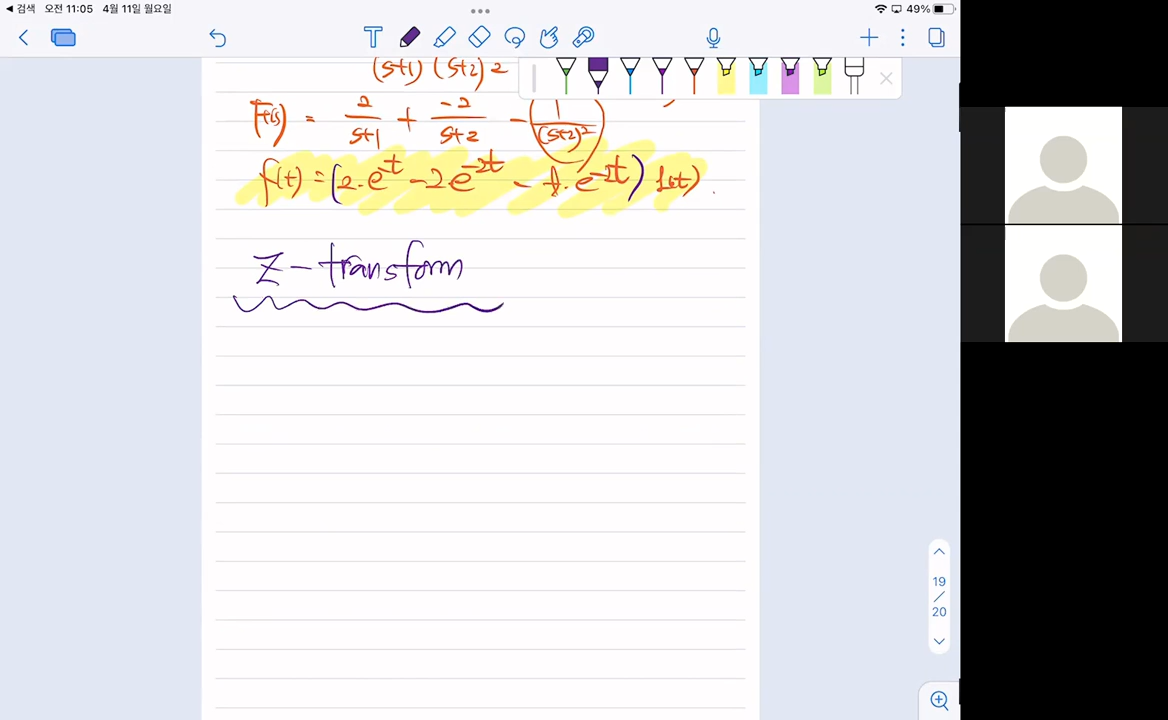 검색 오전 11:05 4월 11일 월요일 49%
(s+1) (s+2) 2
F(s) = 2/(s+1) + -2/(s+2) - 1/(s+2)²
f(t) = (2·e^-t - 2·e^-2t - t·e^-2t) 1(t)
Z-transform
19
/
20